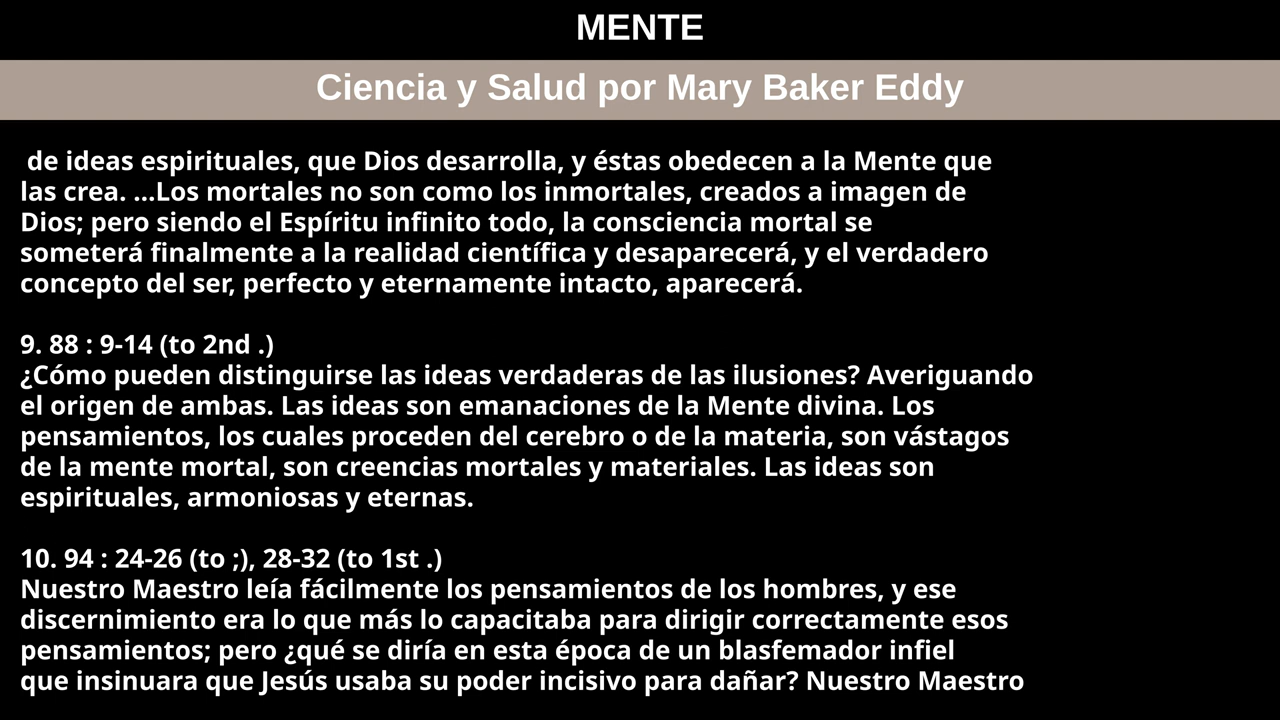 MENTE
Ciencia y Salud por Mary Baker Eddy
de ideas espirituales, que Dios desarrolla, y éstas obedecen a la Mente que
las crea. ...Los mortales no son como los inmortales, creados a imagen de
Dios; pero siendo el Espíritu infinito todo, la consciencia mortal se
someterá finalmente a la realidad científica y desaparecerá, y el verdadero
concepto del ser, perfecto y eternamente intacto, aparecerá.
9. 88 : 9-14 (to 2nd .)
¿Cómo pueden distinguirse las ideas verdaderas de las ilusiones? Averiguando
el origen de ambas. Las ideas son emanaciones de la Mente divina. Los
pensamientos, los cuales proceden del cerebro o de la materia, son vástagos
de la mente mortal, son creencias mortales y materiales. Las ideas son
espirituales, armoniosas y eternas.
10. 94 : 24-26 (to ;), 28-32 (to 1st .)
Nuestro Maestro leía fácilmente los pensamientos de los hombres, y ese
discernimiento era lo que más lo capacitaba para dirigir correctamente esos
pensamientos; pero ¿qué se diría en esta época de un blasfemador infiel
que insinuara que Jesús usaba su poder incisivo para dañar? Nuestro Maestro